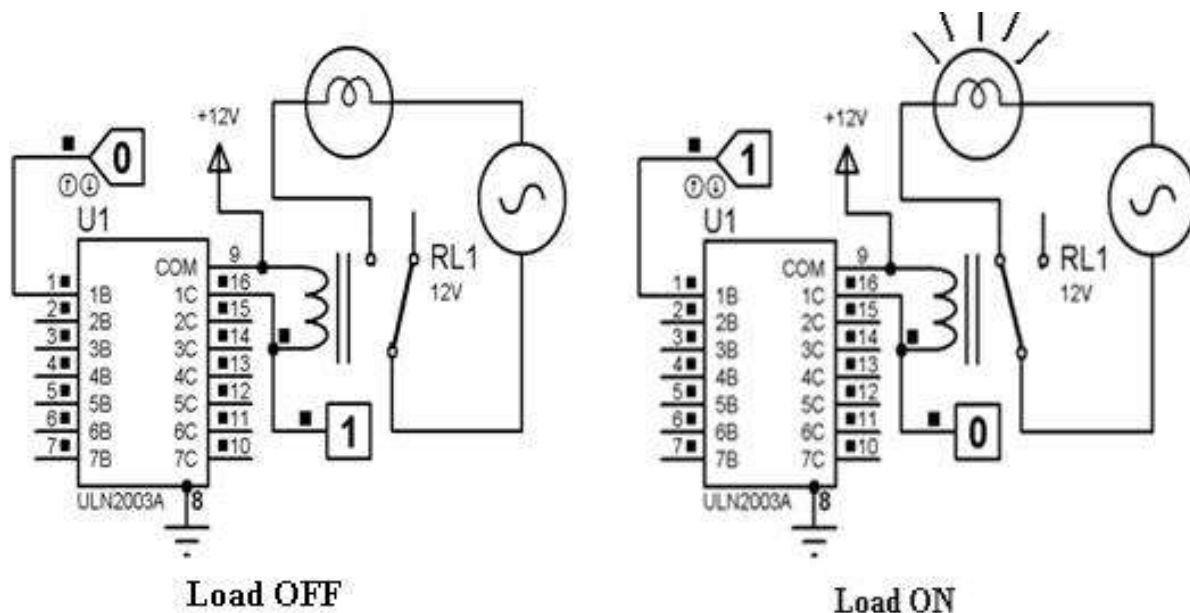 +12V
0
U1
COM
9
1
1B
16
1C
2
2B
15
2C
3
3B
14
3C
4
4B
13
4C
5
5B
12
5C
6
6B
11
6C
7
7B
10
7C
ULN2003A
8
RL1
12V
1
Load OFF
+12V
1
U1
COM
9
1
1B
16
1C
2
2B
15
2C
3
3B
14
3C
4
4B
13
4C
5
5B
12
5C
6
6B
11
6C
7
7B
10
7C
ULN2003A
8
RL1
12V
0
Load ON